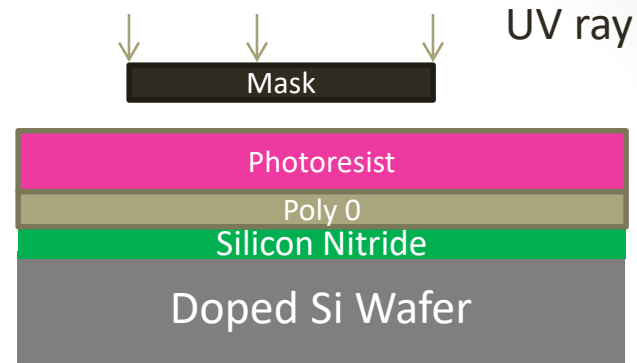 UV ray
Mask
Photoresist
Poly 0
Silicon Nitride
Doped Si Wafer